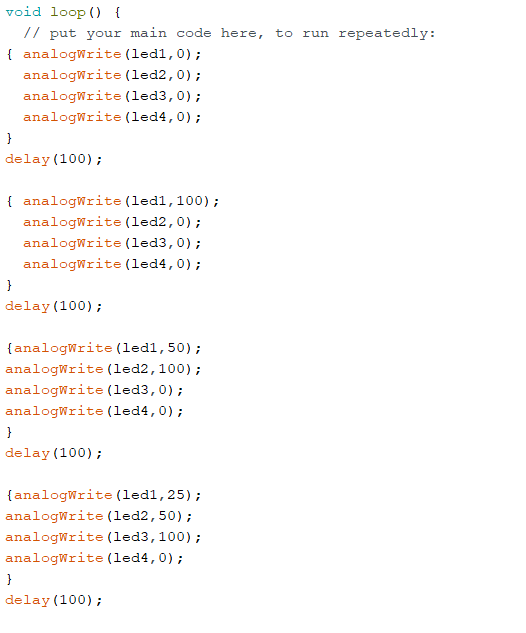 void loop() {
  // put your main code here, to run repeatedly:
{ analogWrite(led1,0);
  analogWrite(led2,0);
  analogWrite(led3,0);
  analogWrite(led4,0);
}
delay(100);

{ analogWrite(led1,100);
  analogWrite(led2,0);
  analogWrite(led3,0);
  analogWrite(led4,0);
}
delay(100);

{analogWrite(led1,50);
analogWrite(led2,100);
analogWrite(led3,0);
analogWrite(led4,0);
}
delay(100);

{analogWrite(led1,25);
analogWrite(led2,50);
analogWrite(led3,100);
analogWrite(led4,0);
}
delay(100);